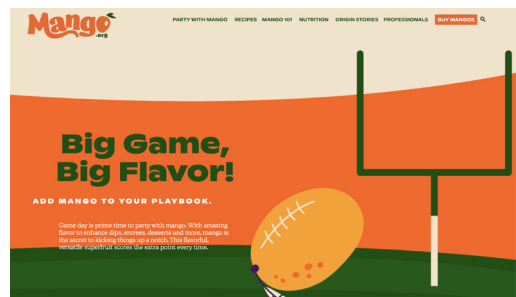 Mango
.org
PARTY WITH MANGO RECIPES MANGO 101 NUTRITION ORIGIN STORIES PROFESSIONALS BUY MANGOS
Big Game,
Big Flavor!
ADD MANGO TO YOUR PLAYBOOK.
Game day is prime time to party with mango. With amazing
flavor to enhance dips, entrees, desserts and more, mango is
the secret to kicking things up a notch. This flavorful,
versatile superfruit scores the extra point every time.